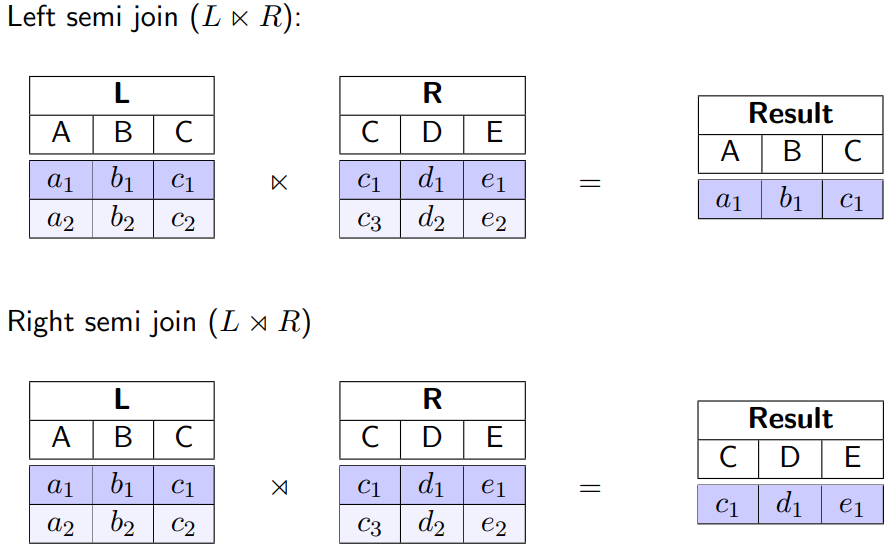 Left semi join (L ⋉ R):
L R
Result
A B C C D E
A B C
a₁ b₁ c₁ ⋉ c₁ d₁ e₁ =
a₁ b₁ c₁
a₂ b₂ c₂ c₃ d₂ e₂
Right semi join (L ⋊ R)
L R
Result
A B C C D E
C D E
a₁ b₁ c₁ ⋊ c₁ d₁ e₁ =
c₁ d₁ e₁
a₂ b₂ c₂ c₃ d₂ e₂